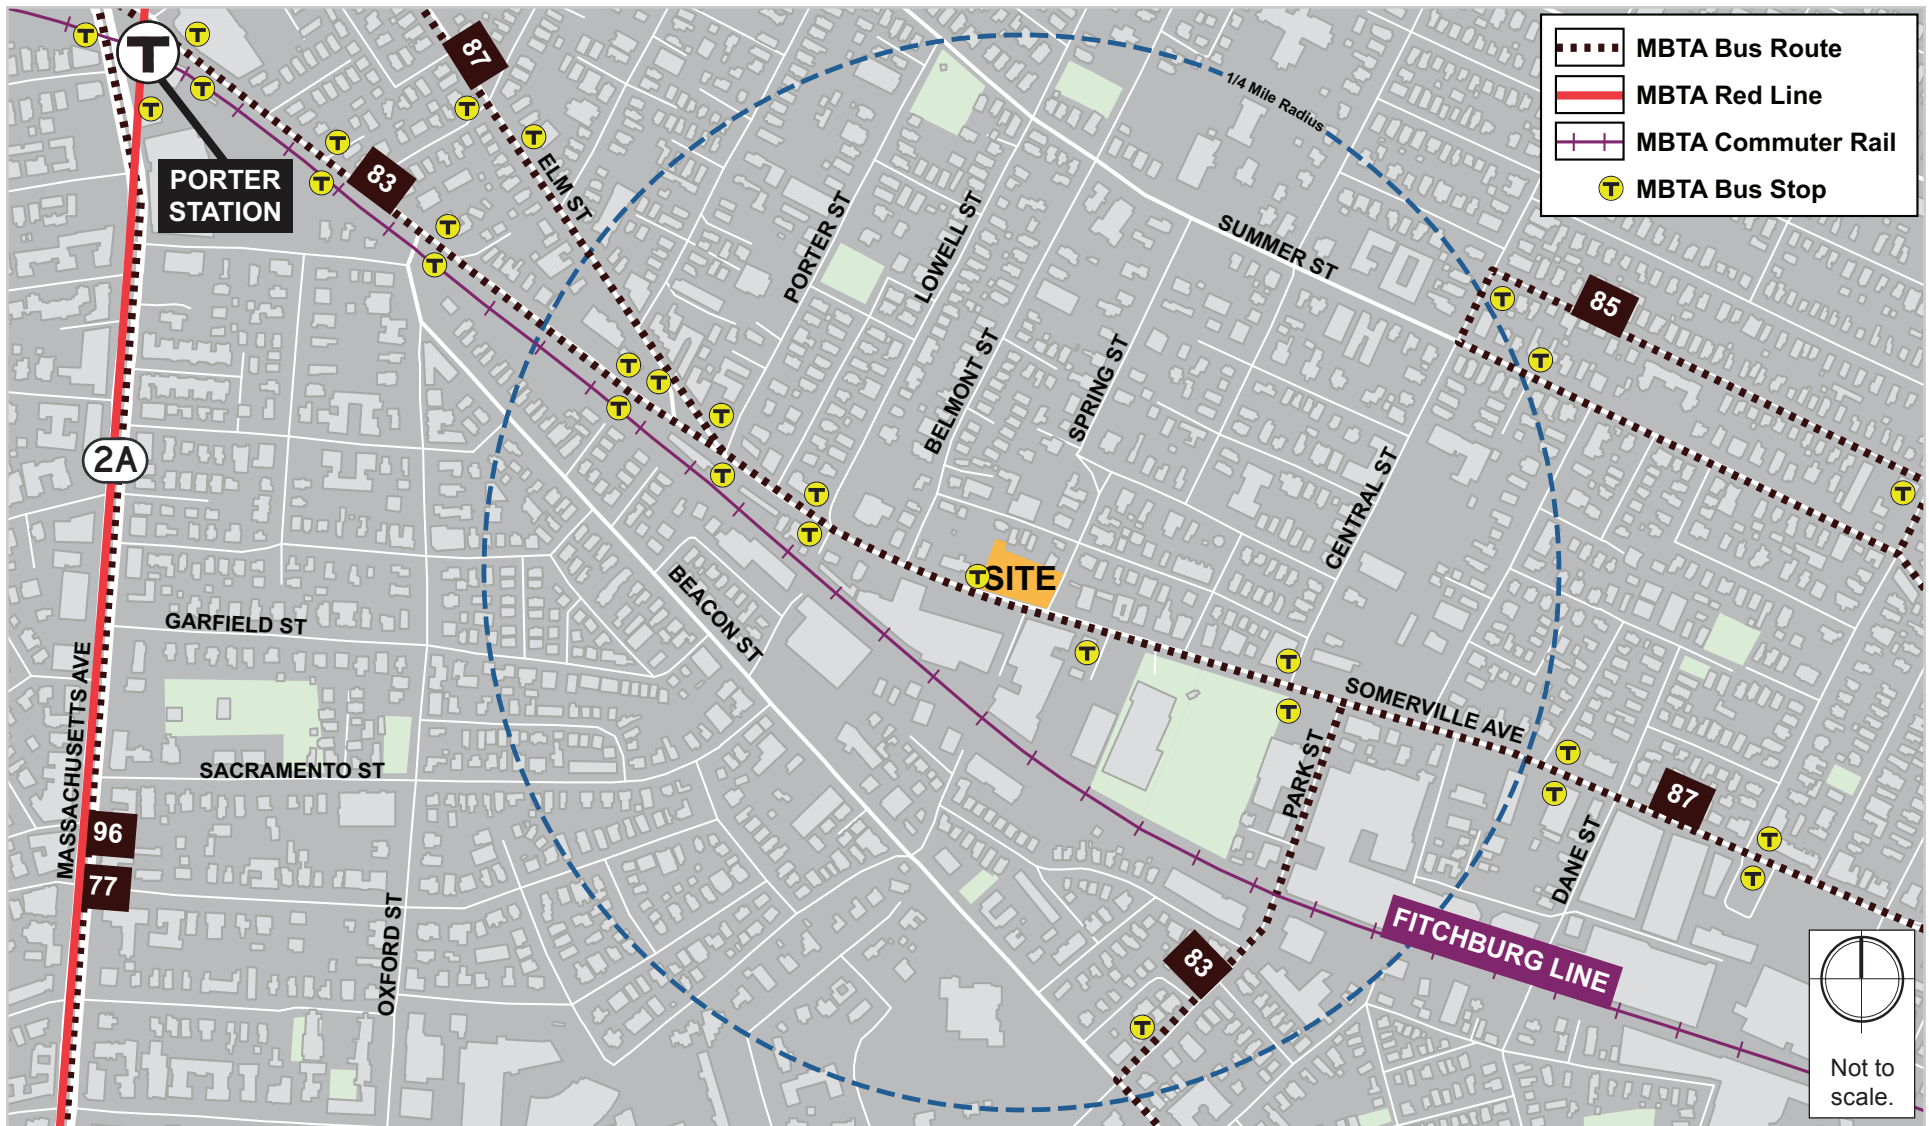 MBTA Bus Route
MBTA Red Line
MBTA Commuter Rail
T MBTA Bus Stop
T
PORTER
STATION
87
83
ELM ST
1/4 Mile Radius
PORTER ST
LOWELL ST
SUMMER ST
85
BELMONT ST
SPRING ST
CENTRAL ST
2A
SITE
BEACON ST
GARFIELD ST
MASSACHUSETTS AVE
SACRAMENTO ST
SOMERVILLE AVE
PARK ST
87
DANE ST
96
77
OXFORD ST
83
FITCHBURG LINE
Not to
scale.